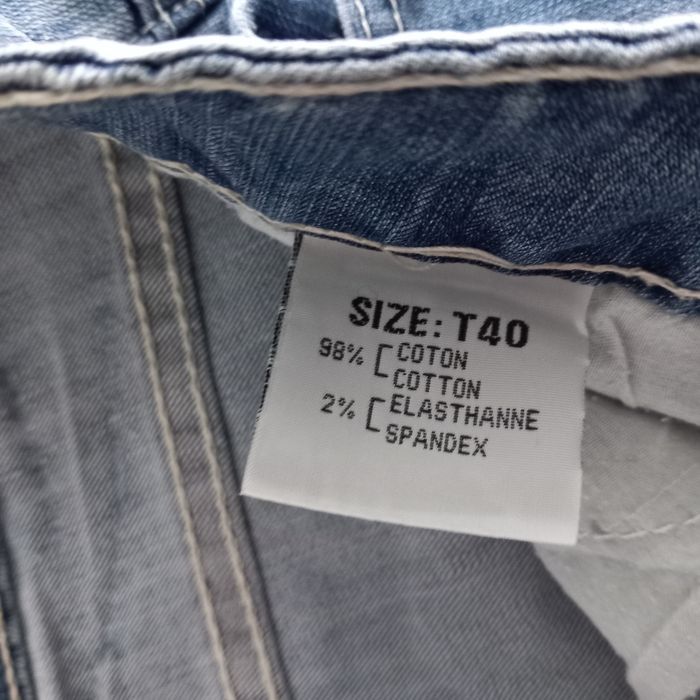 SIZE: T40
98% [COTON
COTTON
2% [ELASTHANNE
SPANDEX